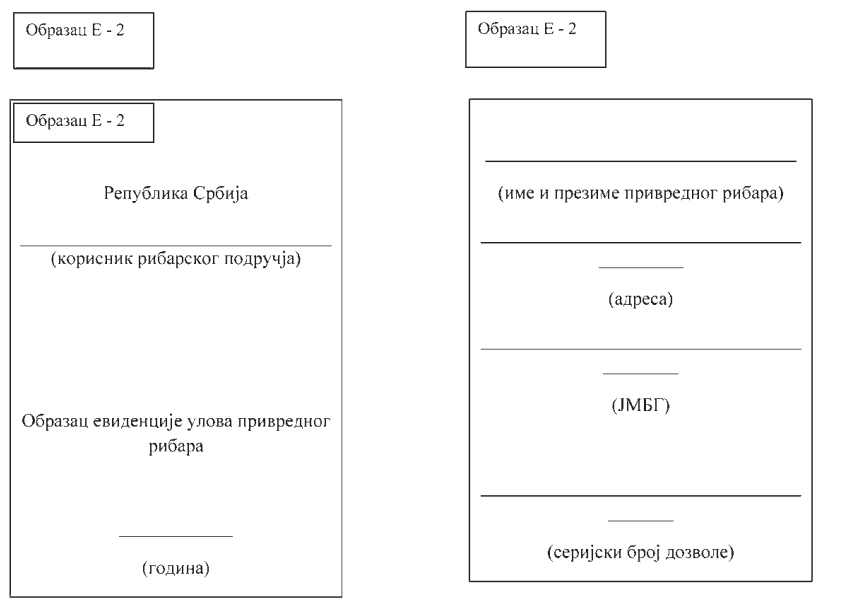 Образац Е - 2
Образац Е - 2
Република Србија
(корисник рибарског подручја)
Образац евиденције улова привредног
рибара
(година)
Образац Е - 2
(име и презиме привредног рибара)
(адреса)
(ЈМБГ)
(серијски број дозволе)